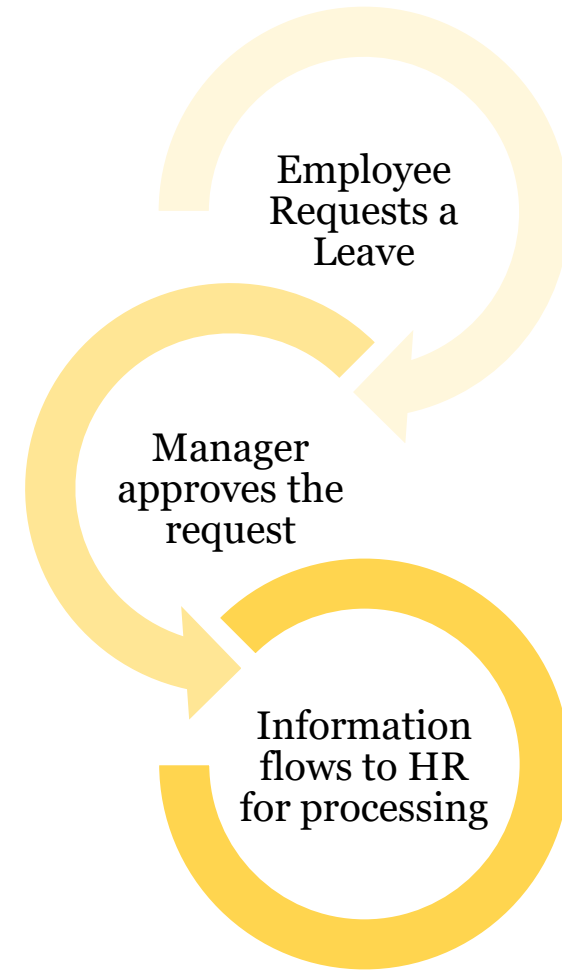 Employee
Requests a
Leave
Manager
approves the
request
Information
flows to HR
for processing